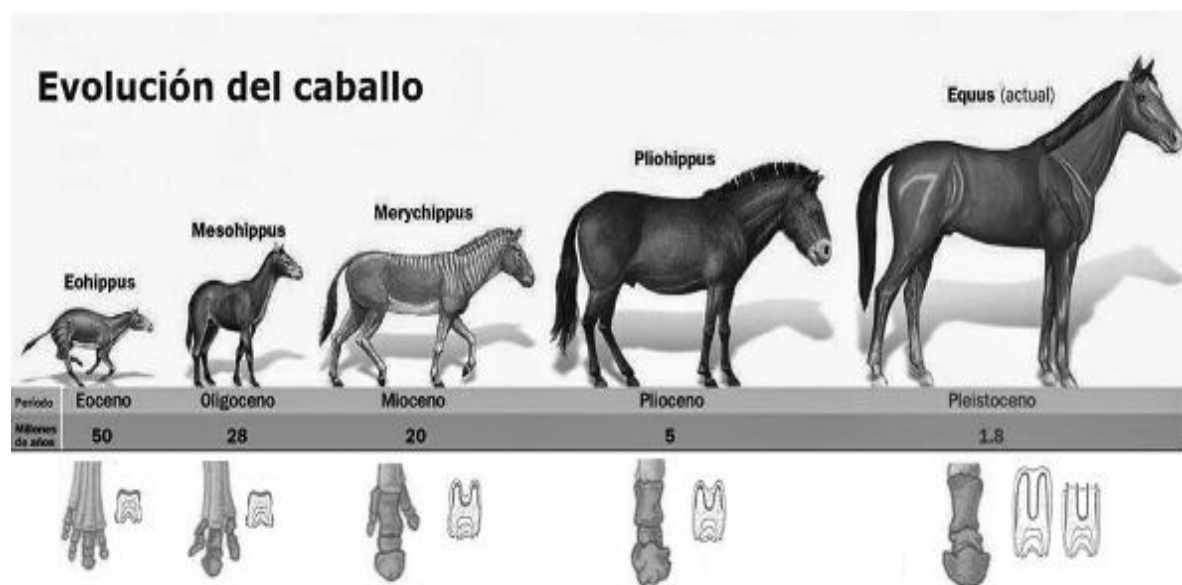 Evolución del caballo
Equus (actual)
Pliohippus
Merychippus
Mesohippus
Eohippus
Período Eoceno Oligoceno Mioceno Plioceno Pleistoceno
Millones de años 50 28 20 5 1.8